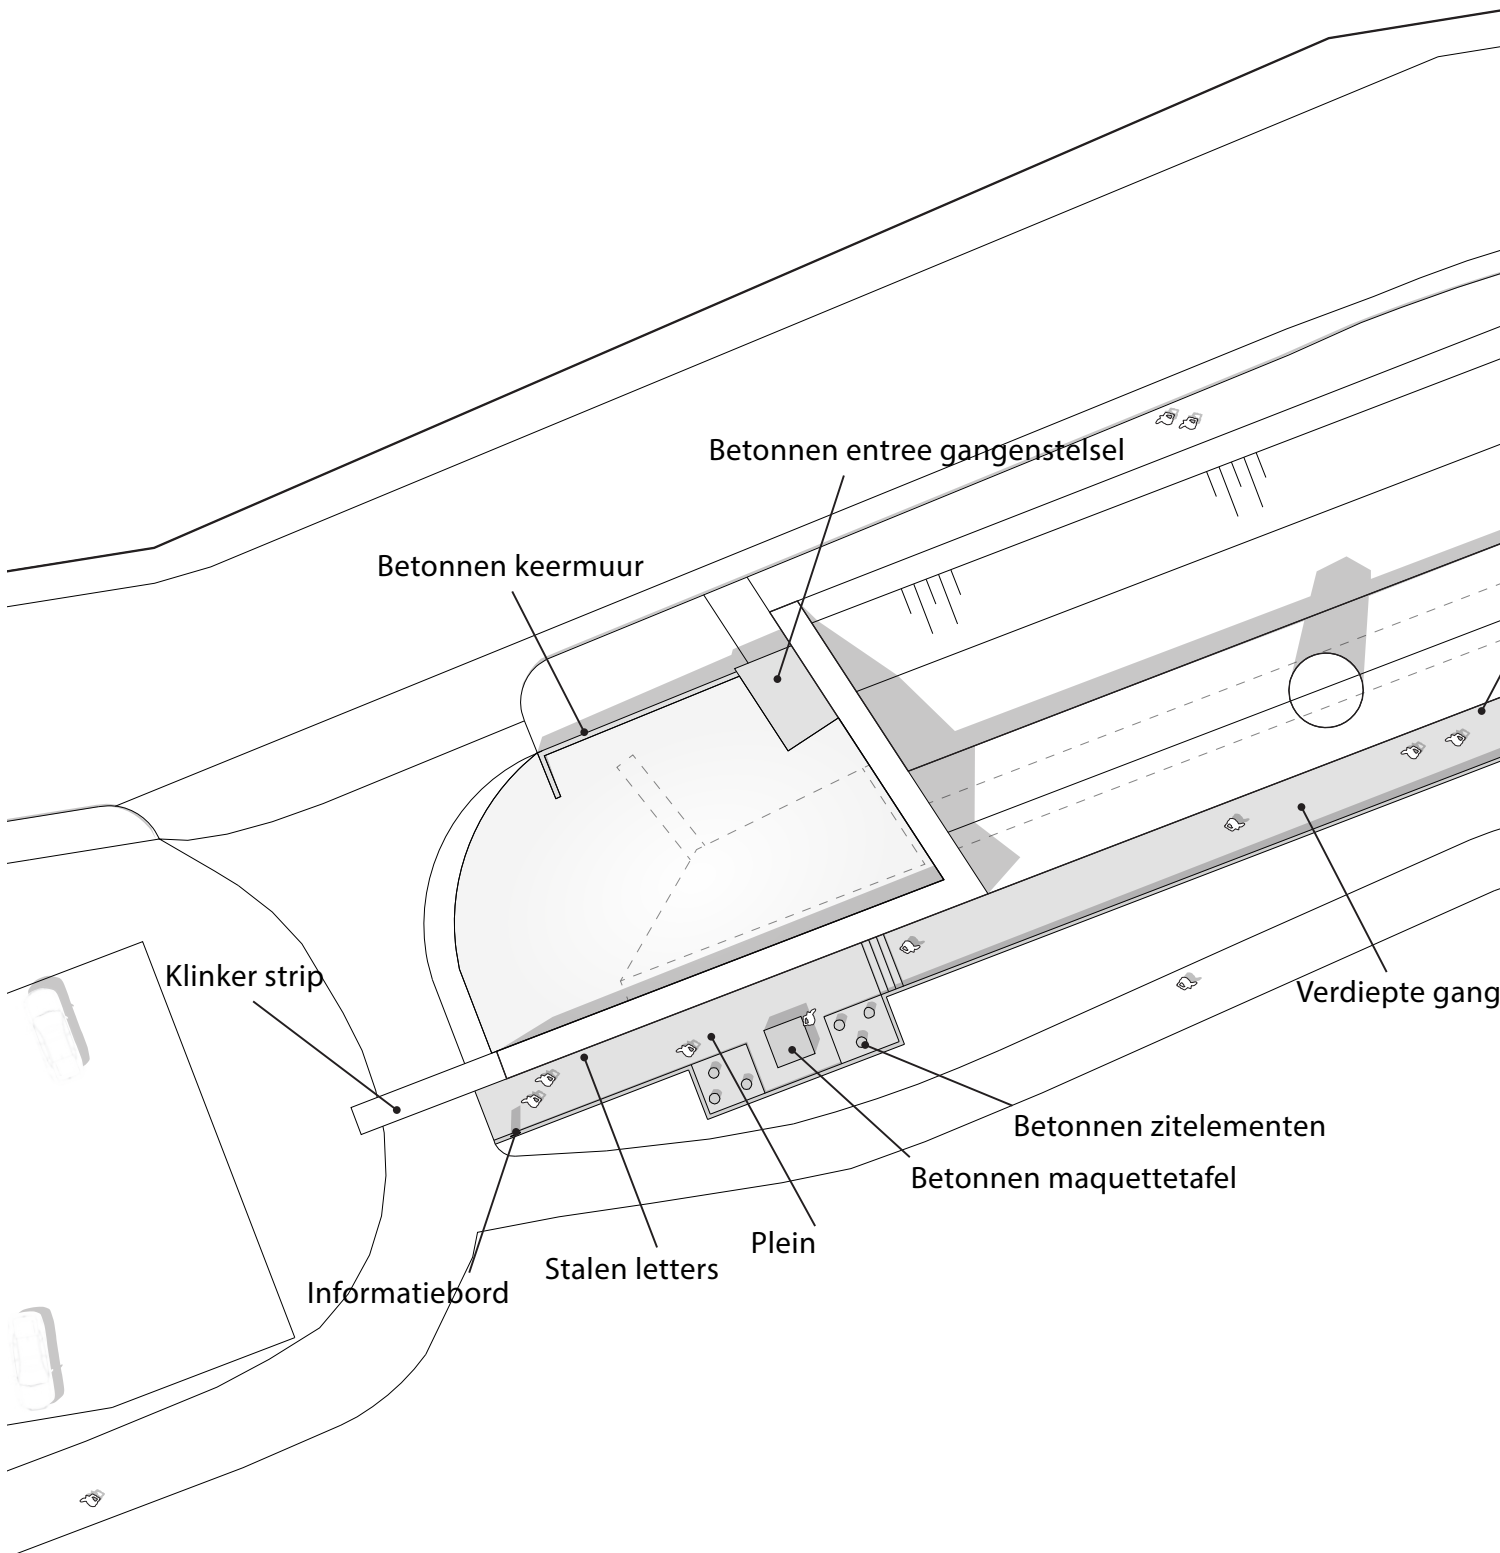 Betonnen entree gangenstelsel
Betonnen keermuur
Klinker strip
Verdiepte gang
Betonnen zitelementen
Betonnen maquettetafel
Plein
Stalen letters
Informatiebord